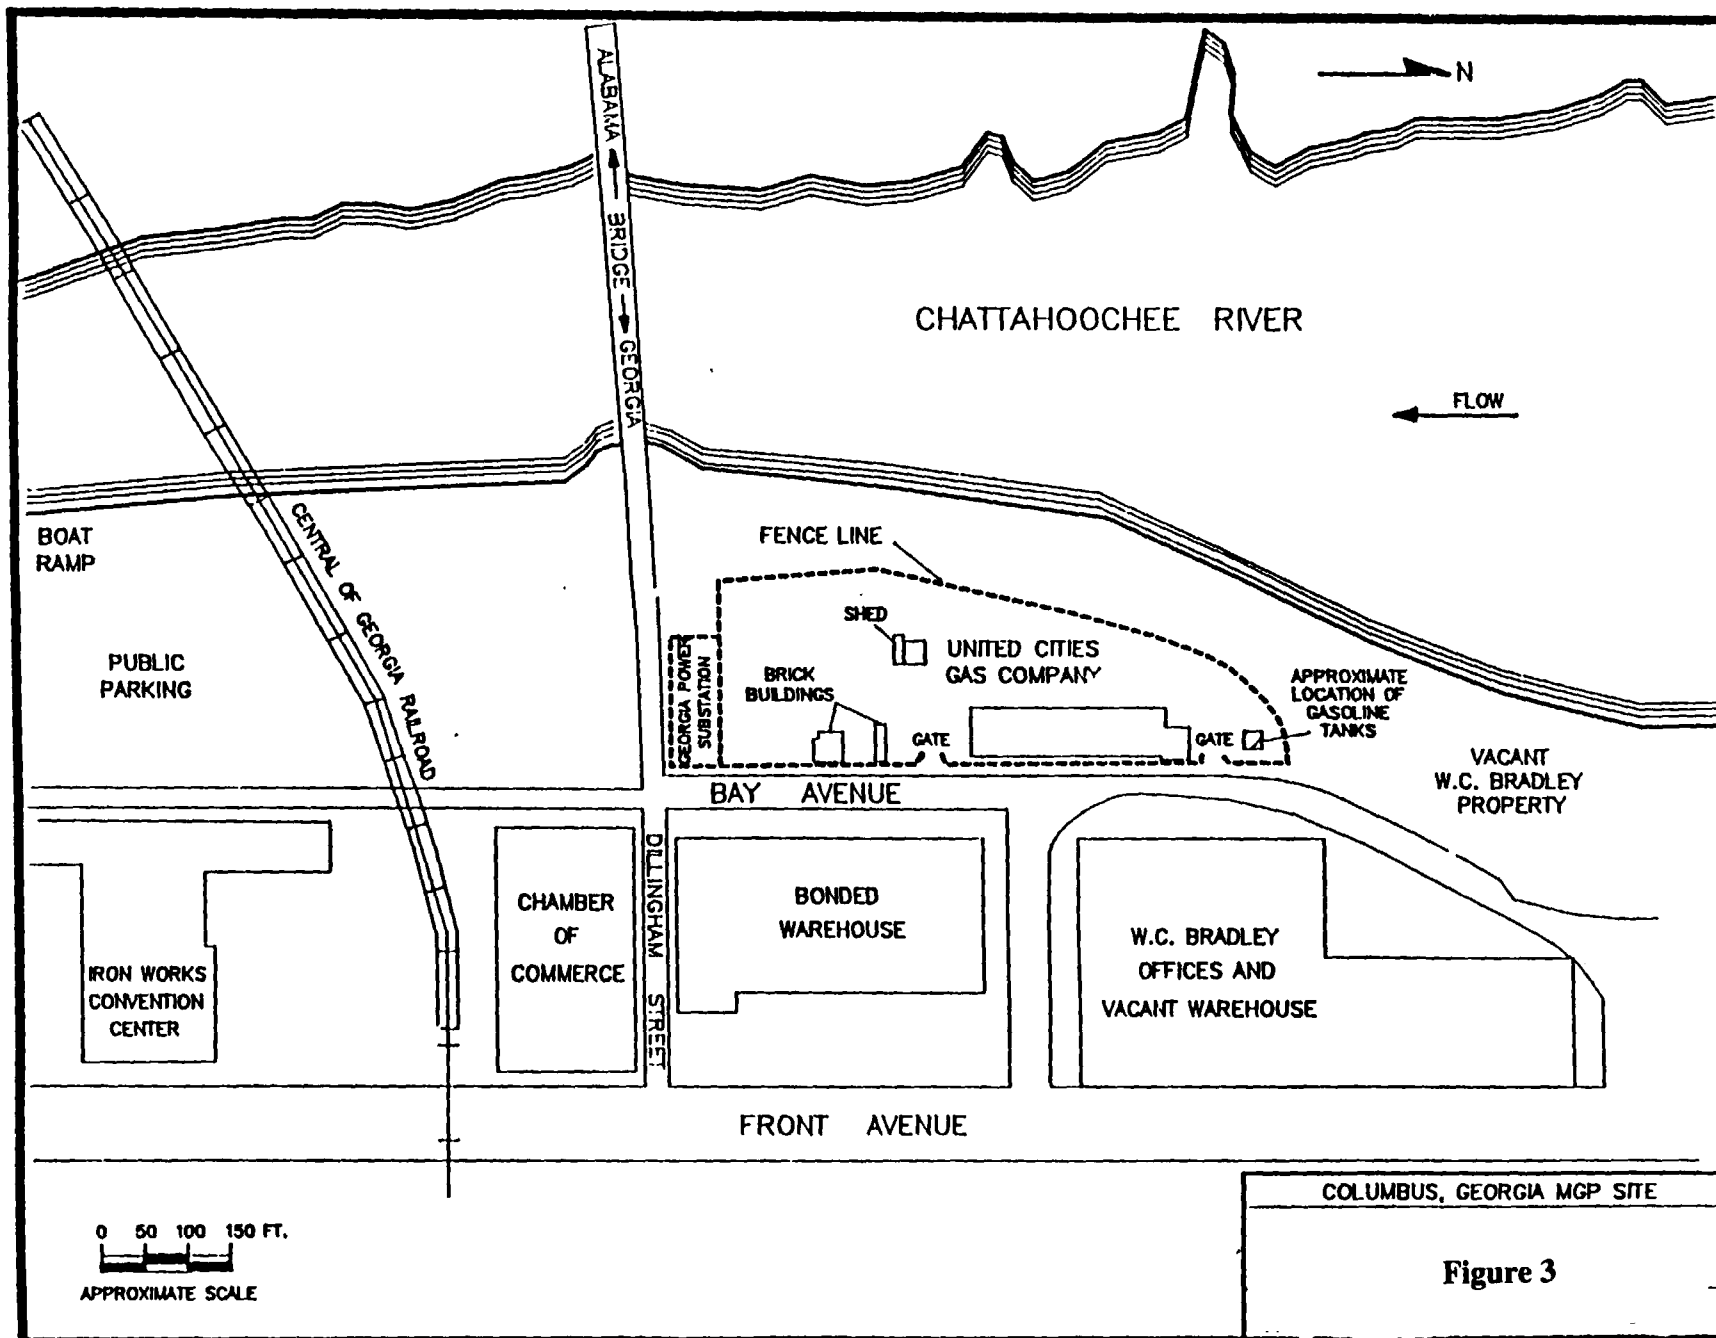 N
ALABAMA
BRIDGE
GEORGIA
CHATTAHOOCHEE RIVER
FLOW
BOAT
RAMP
CENTRAL OF GEORGIA RAILROAD
PUBLIC
PARKING
FENCE LINE
SHED
UNITED CITIES
GAS COMPANY
GEORGIA POWER
SUBSTATION
BRICK
BUILDINGS
GATE
GATE
APPROXIMATE
LOCATION OF
GASOLINE
TANKS
VACANT
W.C. BRADLEY
PROPERTY
BAY AVENUE
DILLINGHAM STREET
IRON WORKS
CONVENTION
CENTER
CHAMBER
OF
COMMERCE
BONDED
WAREHOUSE
W.C. BRADLEY
OFFICES AND
VACANT WAREHOUSE
FRONT AVENUE
0 50 100 150 FT.
APPROXIMATE SCALE
COLUMBUS, GEORGIA MGP SITE
Figure 3